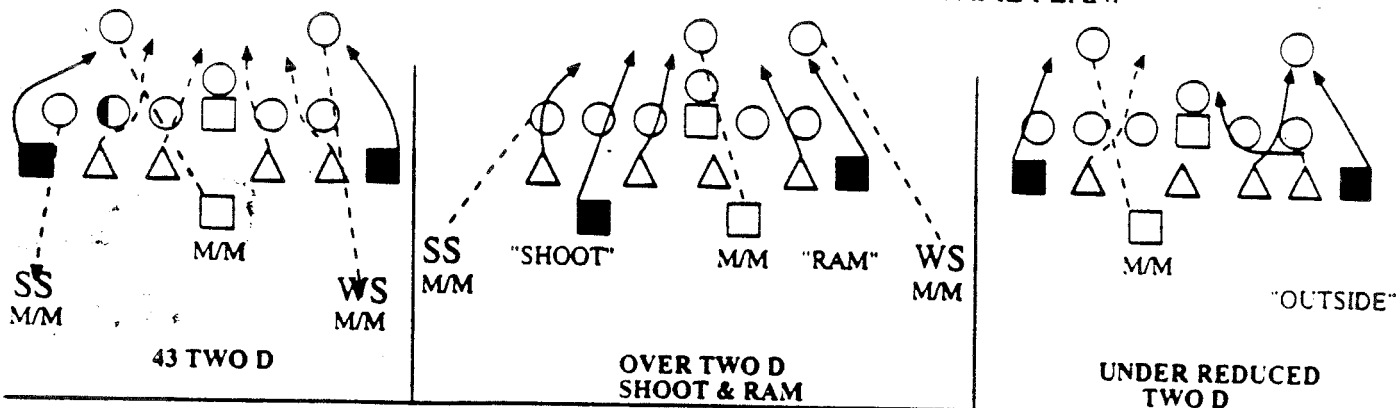 SS
M/M
M/M
WS
M/M
43 TWO D
SS
M/M
"SHOOT"
M/M
"RAM"
WS
M/M
OVER TWO D
SHOOT & RAM
M/M
"OUTSIDE"
UNDER REDUCED
TWO D